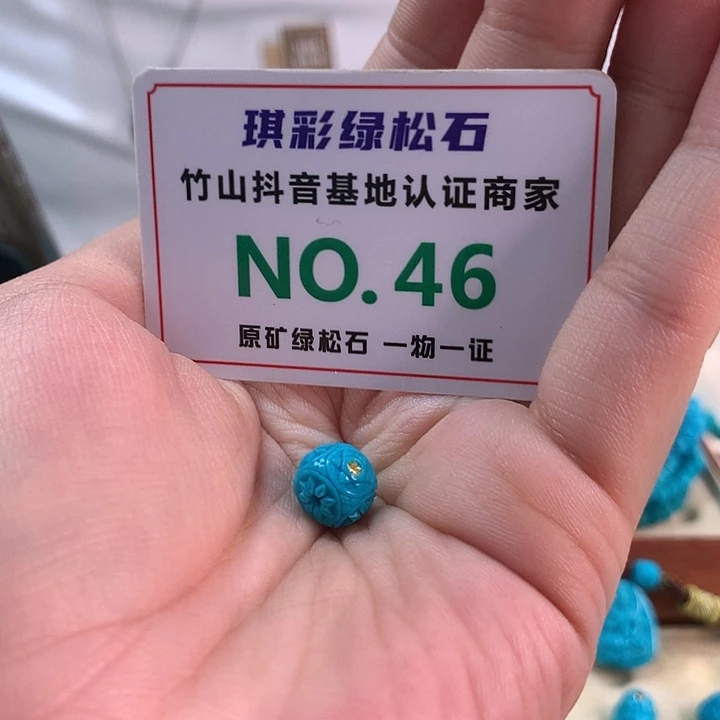 琪彩绿松石
竹山抖音基地认证商家
NO.46
原矿绿松石 一物一证